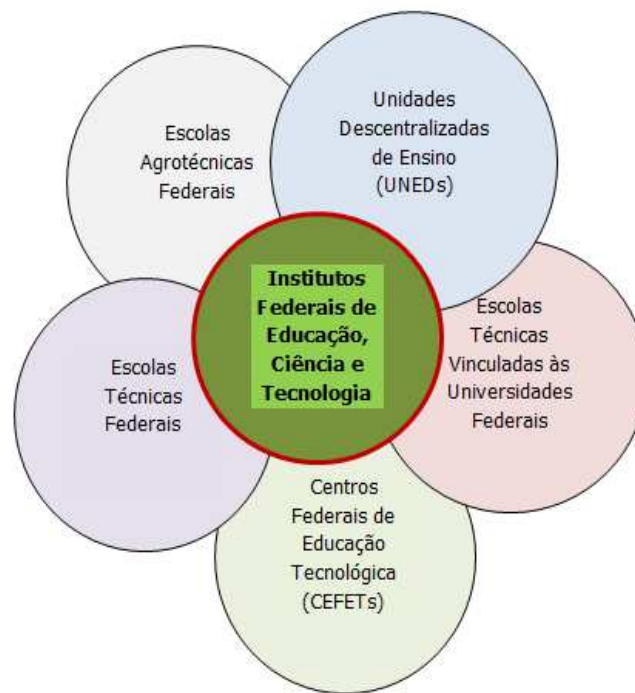 Unidades
Descentralizadas
de Ensino
(UNEDs)
Escolas
Agrotécnicas
Federais
Institutos
Federais de
Educação,
Ciência e
Tecnologia
Escolas
Técnicas
Vinculadas às
Universidades
Federais
Escolas
Técnicas
Federais
Centros
Federais de
Educação
Tecnológica
(CEFETs)